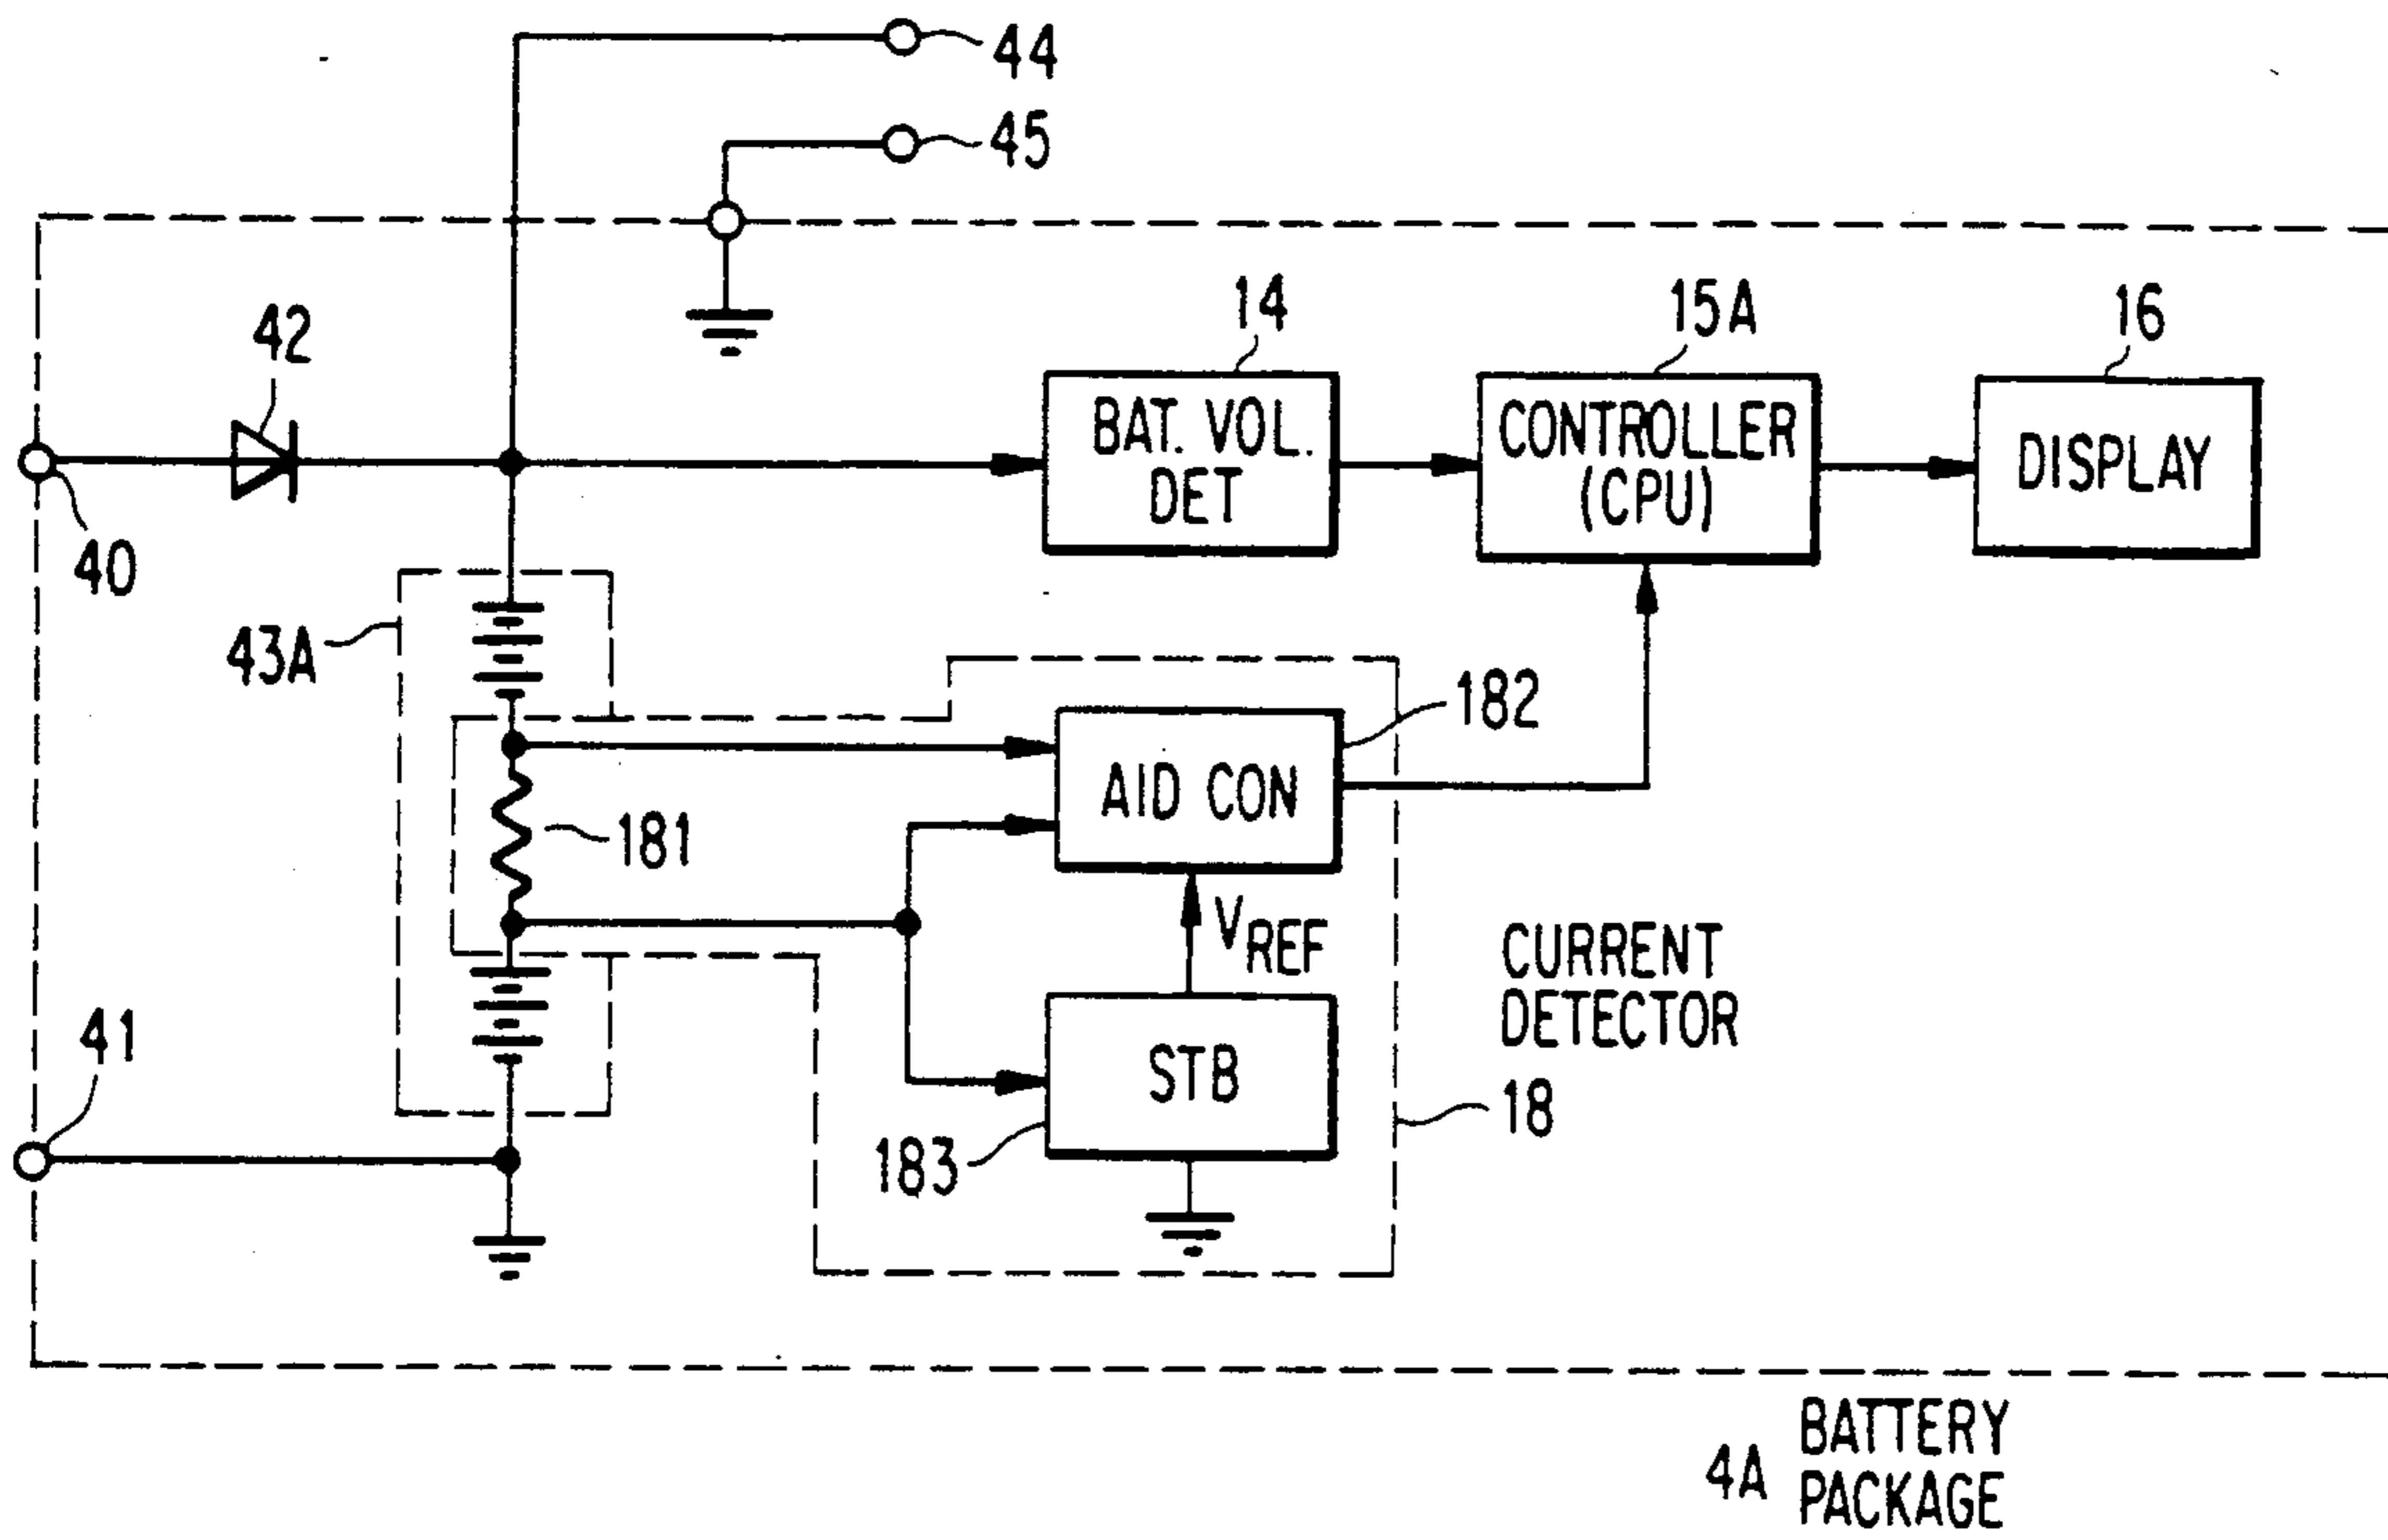 44
45
14
15A
16
42
BAT. VOL.
DET
CONTROLLER
(CPU)
DISPLAY
40
43A
182
AID CON
181
VREF
CURRENT
DETECTOR
18
41
STB
183
4A
BATTERY
PACKAGE